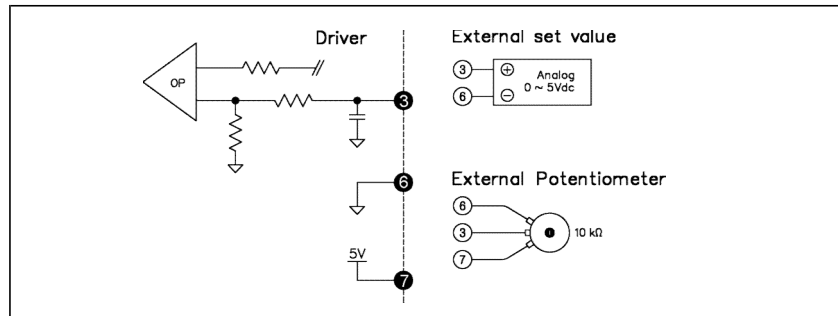 Driver
OP
3
6
5V
7
External set value
3 ⊕ Analog
6 ⊖ 0 ~ 5Vdc
External Potentiometer
6
3 10 kΩ
7